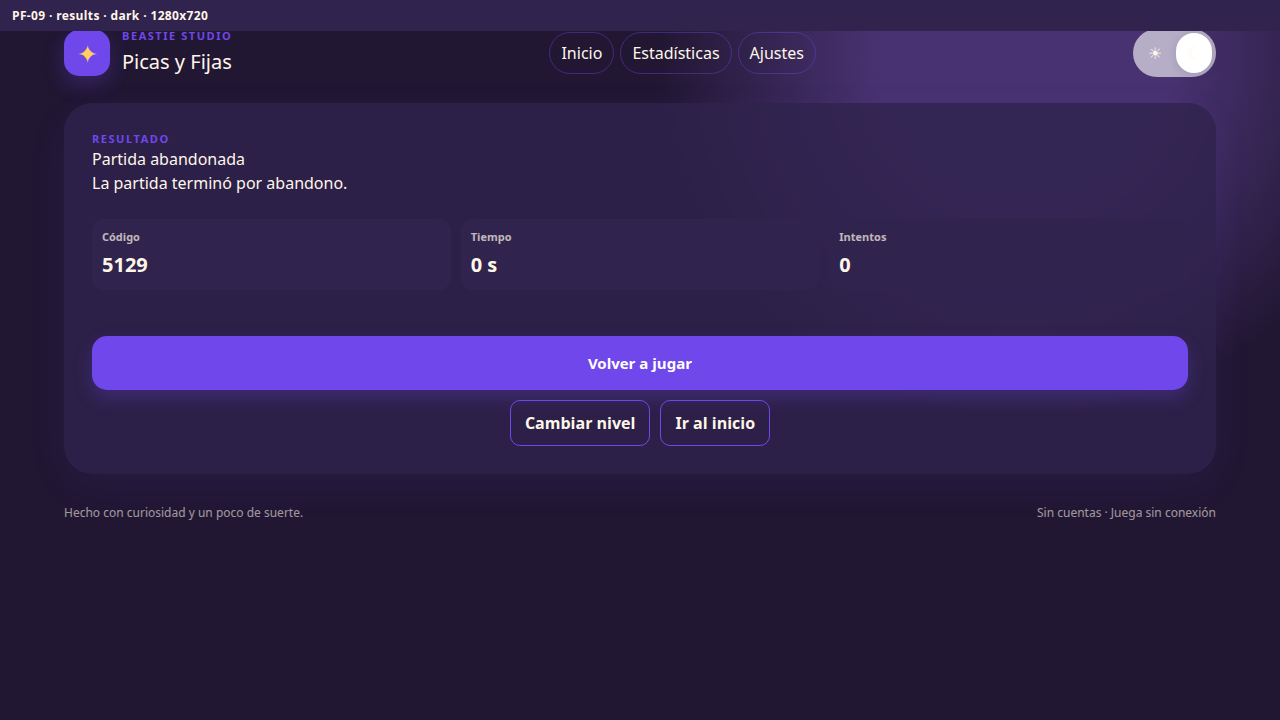 PF-09 · results · dark · 1280x720
BEASTIE STUDIO
Picas y Fijas
Inicio
Estadísticas
Ajustes
RESULTADO
Partida abandonada
La partida terminó por abandono.
Código
Tiempo
Intentos
5129
0 s
0
Volver a jugar
Cambiar nivel
Ir al inicio
Hecho con curiosidad y un poco de suerte.
Sin cuentas · Juega sin conexión